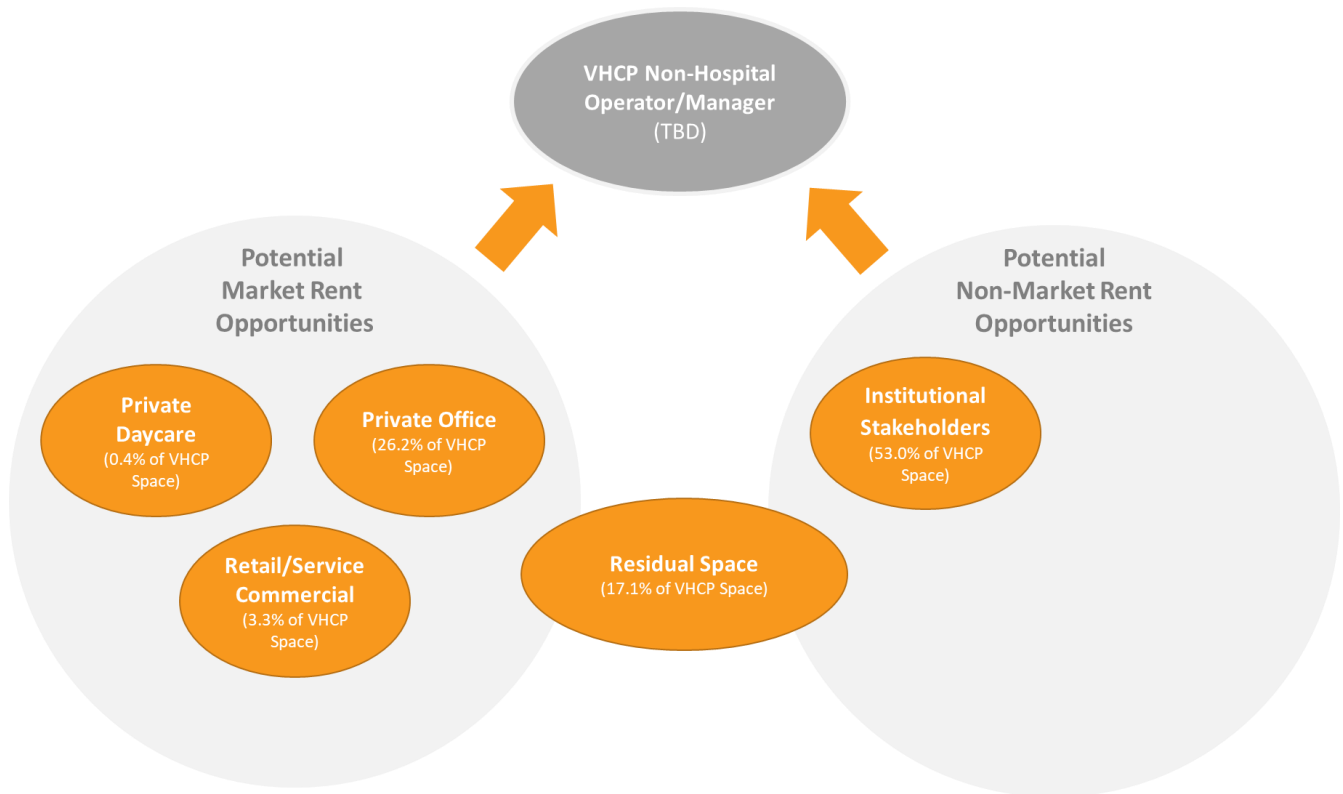 VHCP Non-Hospital
Operator/Manager
(TBD)
Potential
Market Rent
Opportunities
Private
Daycare
(0.4% of VHCP
Space)
Private Office
(26.2% of VHCP
Space)
Retail/Service
Commercial
(3.3% of VHCP
Space)
Residual Space
(17.1% of VHCP Space)
Potential
Non-Market Rent
Opportunities
Institutional
Stakeholders
(53.0% of VHCP
Space)